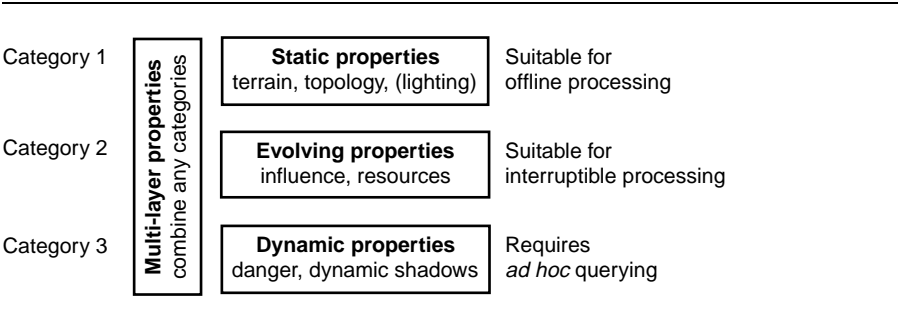 Category 1
Multi-layer properties
combine any categories
Static properties
terrain, topology, (lighting)
Suitable for
offline processing
Category 2
Evolving properties
influence, resources
Suitable for
interruptible processing
Category 3
Dynamic properties
danger, dynamic shadows
Requires
ad hoc querying